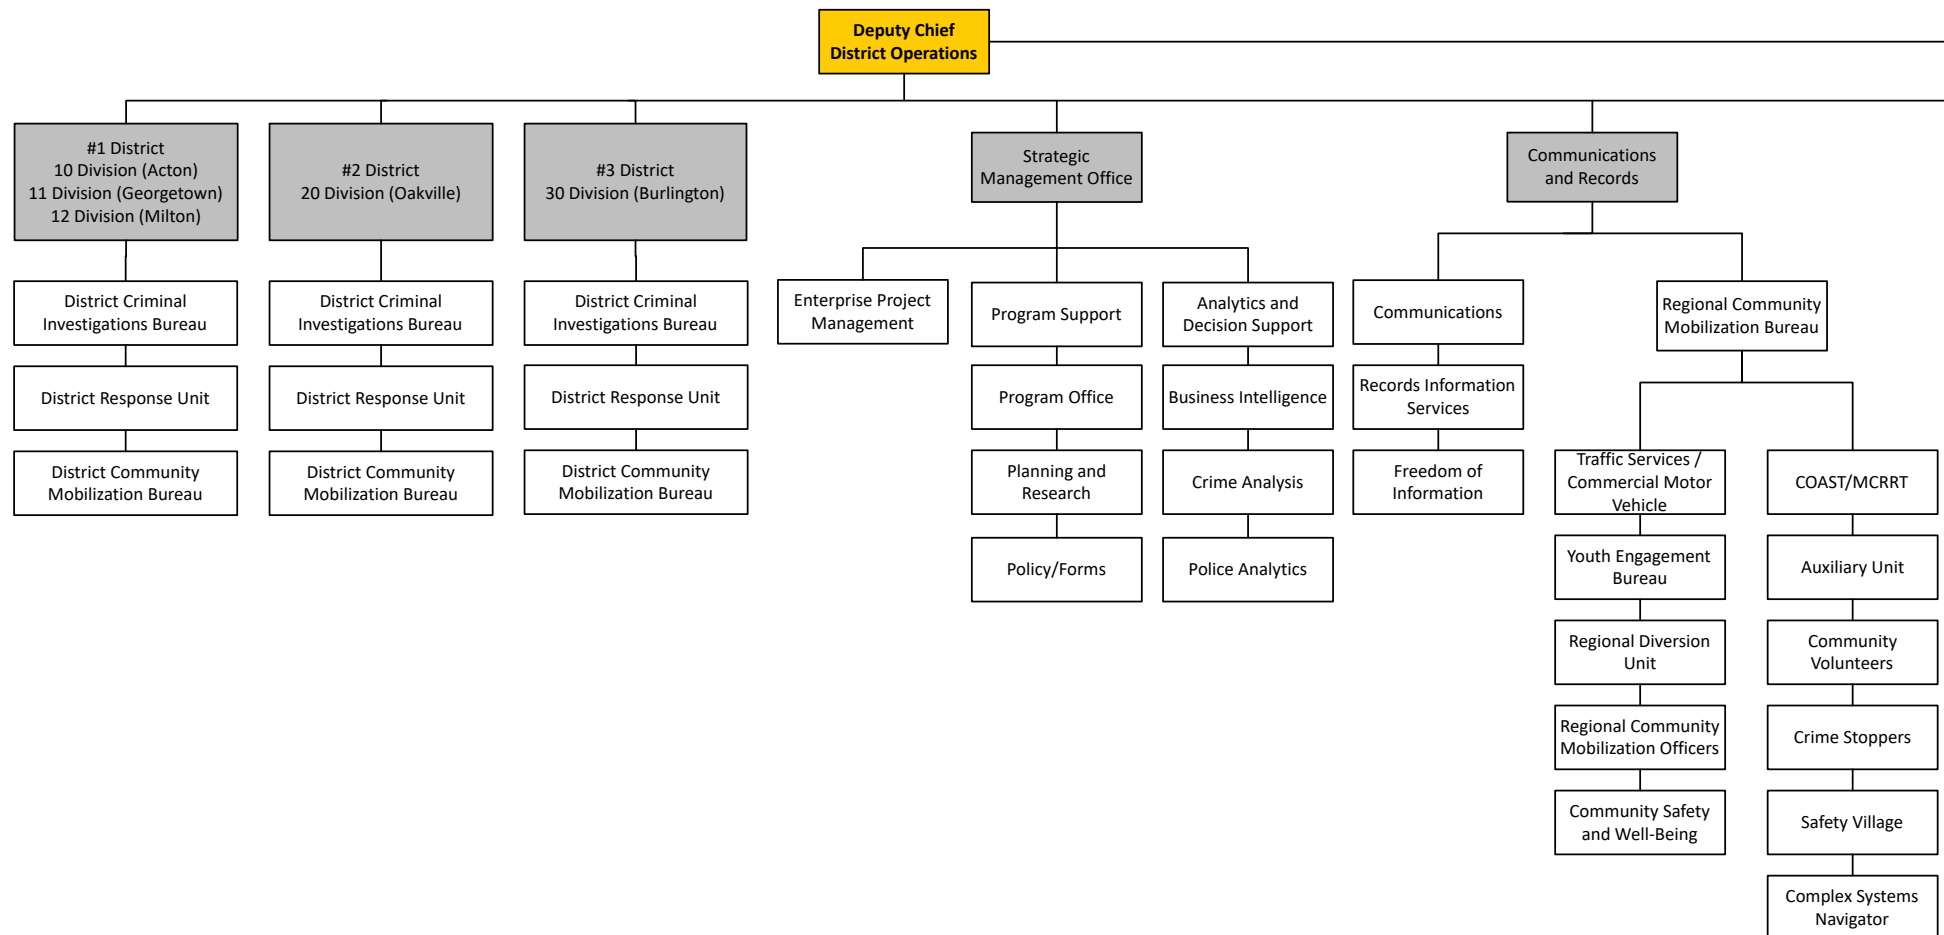 Deputy Chief
District Operations
#1 District
10 Division (Acton)
11 Division (Georgetown)
12 Division (Milton)
#2 District
20 Division (Oakville)
#3 District
30 Division (Burlington)
Strategic
Management Office
Communications
and Records
District Criminal
Investigations Bureau
District Response Unit
District Community
Mobilization Bureau
District Criminal
Investigations Bureau
District Response Unit
District Community
Mobilization Bureau
District Criminal
Investigations Bureau
District Response Unit
District Community
Mobilization Bureau
Enterprise Project
Management
Program Support
Program Office
Planning and
Research
Policy/Forms
Analytics and
Decision Support
Business Intelligence
Crime Analysis
Police Analytics
Communications
Records Information
Services
Freedom of
Information
Regional Community
Mobilization Bureau
Traffic Services /
Commercial Motor
Vehicle
Youth Engagement
Bureau
Regional Diversion
Unit
Regional Community
Mobilization Officers
Community Safety
and Well-Being
COAST/MCRRT
Auxiliary Unit
Community
Volunteers
Crime Stoppers
Safety Village
Complex Systems
Navigator